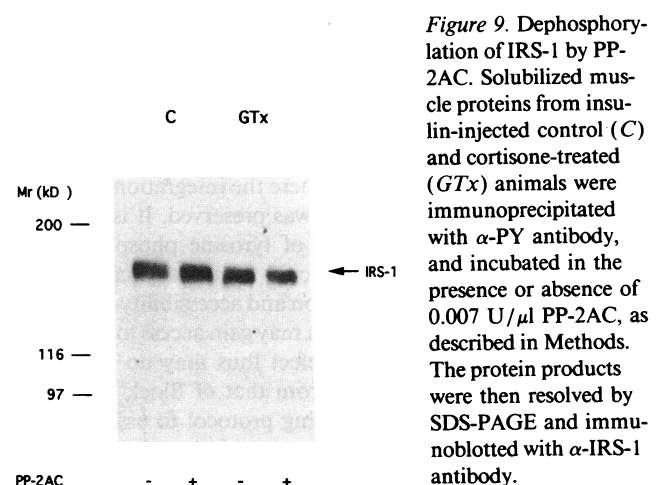 C GTx
Mr (kD )
200
IRS-1
116
97
PP-2AC - + - +
Figure 9. Dephosphory-
lation of IRS-1 by PP-
2AC. Solubilized mus-
cle proteins from insu-
lin-injected control (C)
and cortisone-treated
(GTx) animals were
immunoprecipitated
with α-PY antibody,
and incubated in the
presence or absence of
0.007 U/μl PP-2AC, as
described in Methods.
The protein products
were then resolved by
SDS-PAGE and immu-
noblotted with α-IRS-1
antibody.